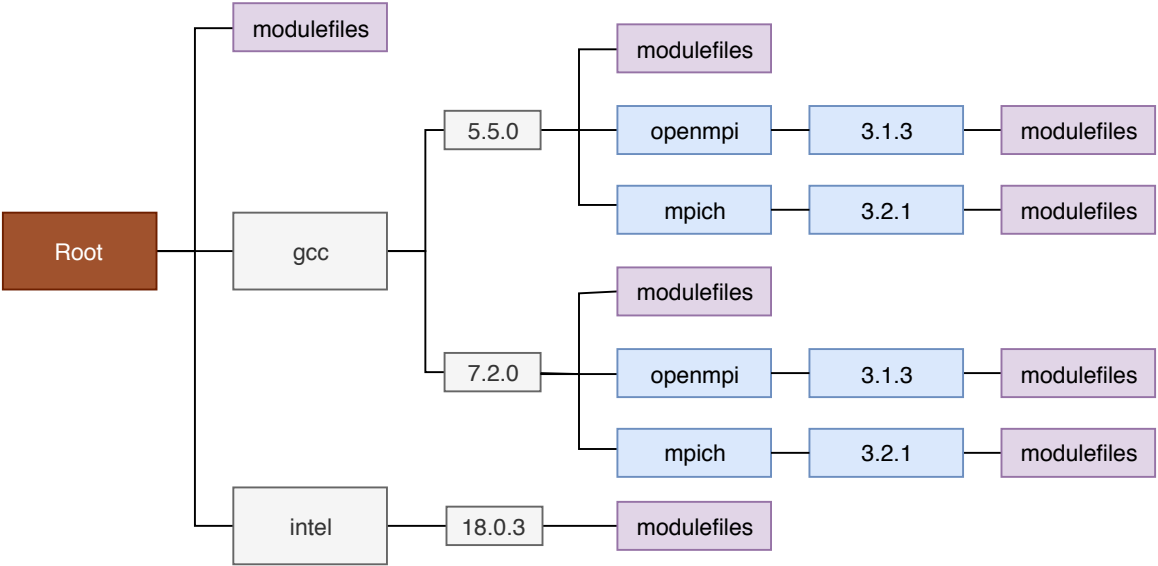 modulefiles
modulefiles
5.5.0
openmpi
3.1.3
modulefiles
mpich
3.2.1
modulefiles
Root
gcc
modulefiles
7.2.0
openmpi
3.1.3
modulefiles
mpich
3.2.1
modulefiles
intel
18.0.3
modulefiles